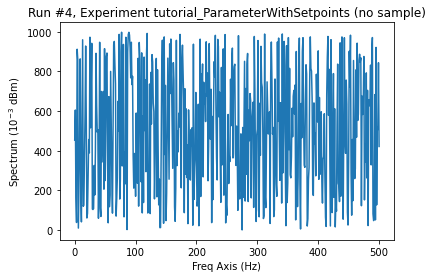 Run #4, Experiment tutorial_ParameterWithSetpoints (no sample)
1000
800
600
400
200
0
Spectrum (10⁻³ dBm)
0 100 200 300 400 500
Freq Axis (Hz)